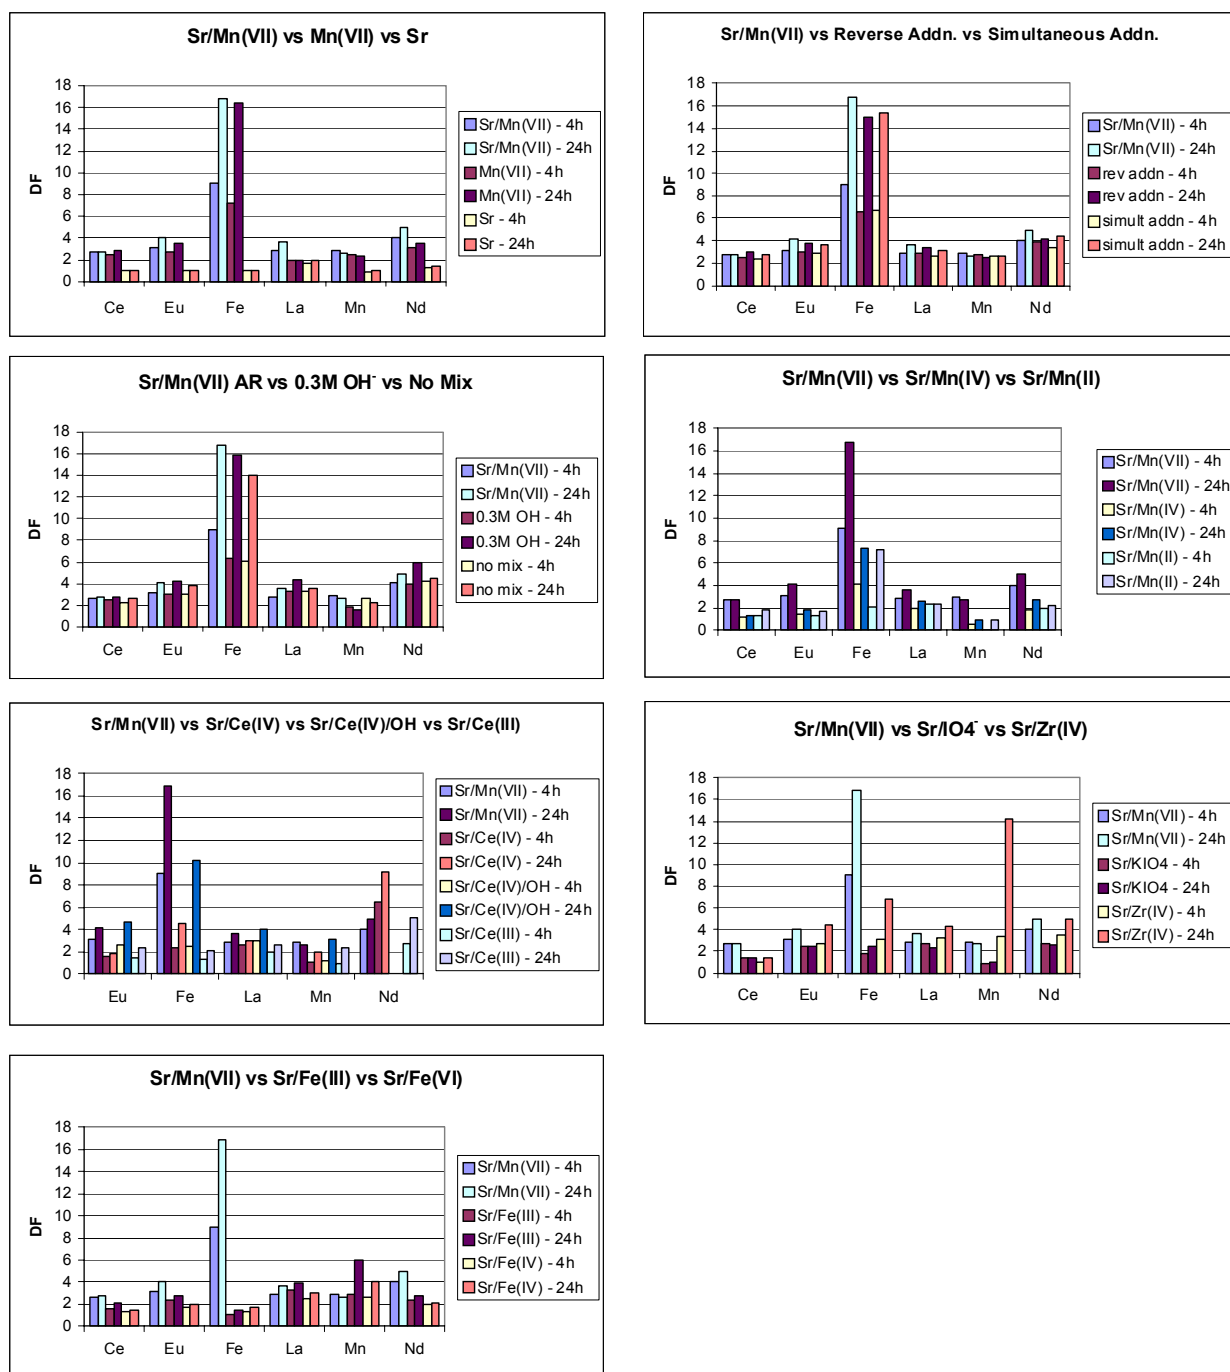 Sr/Mn(VII) vs Mn(VII) vs Sr
18
16
14
12
10
8
6
4
2
0
DF
Ce Eu Fe La Mn Nd
Sr/Mn(VII) - 4h
Sr/Mn(VII) - 24h
Mn(VII) - 4h
Mn(VII) - 24h
Sr - 4h
Sr - 24h
Sr/Mn(VII) vs Reverse Addn. vs Simultaneous Addn.
18
16
14
12
10
8
6
4
2
0
DF
Ce Eu Fe La Mn Nd
Sr/Mn(VII) - 4h
Sr/Mn(VII) - 24h
rev addn - 4h
rev addn - 24h
simult addn - 4h
simult addn - 24h
Sr/Mn(VII) AR vs 0.3M OH⁻ vs No Mix
18
16
14
12
10
8
6
4
2
0
DF
Ce Eu Fe La Mn Nd
Sr/Mn(VII) - 4h
Sr/Mn(VII) - 24h
0.3M OH - 4h
0.3M OH - 24h
no mix - 4h
no mix - 24h
Sr/Mn(VII) vs Sr/Mn(IV) vs Sr/Mn(II)
18
16
14
12
10
8
6
4
2
0
DF
Ce Eu Fe La Mn Nd
Sr/Mn(VII) - 4h
Sr/Mn(VII) - 24h
Sr/Mn(IV) - 4h
Sr/Mn(IV) - 24h
Sr/Mn(II) - 4h
Sr/Mn(II) - 24h
Sr/Mn(VII) vs Sr/Ce(IV) vs Sr/Ce(IV)/OH vs Sr/Ce(III)
18
16
14
12
10
8
6
4
2
0
DF
Eu Fe La Mn Nd
Sr/Mn(VII) - 4h
Sr/Mn(VII) - 24h
Sr/Ce(IV) - 4h
Sr/Ce(IV) - 24h
Sr/Ce(IV)/OH - 4h
Sr/Ce(IV)/OH - 24h
Sr/Ce(III) - 4h
Sr/Ce(III) - 24h
Sr/Mn(VII) vs Sr/IO4⁻ vs Sr/Zr(IV)
18
16
14
12
10
8
6
4
2
0
DF
Ce Eu Fe La Mn Nd
Sr/Mn(VII) - 4h
Sr/Mn(VII) - 24h
Sr/KIO4 - 4h
Sr/KIO4 - 24h
Sr/Zr(IV) - 4h
Sr/Zr(IV) - 24h
Sr/Mn(VII) vs Sr/Fe(III) vs Sr/Fe(VI)
18
16
14
12
10
8
6
4
2
0
DF
Ce Eu Fe La Mn Nd
Sr/Mn(VII) - 4h
Sr/Mn(VII) - 24h
Sr/Fe(III) - 4h
Sr/Fe(III) - 24h
Sr/Fe(IV) - 4h
Sr/Fe(IV) - 24h